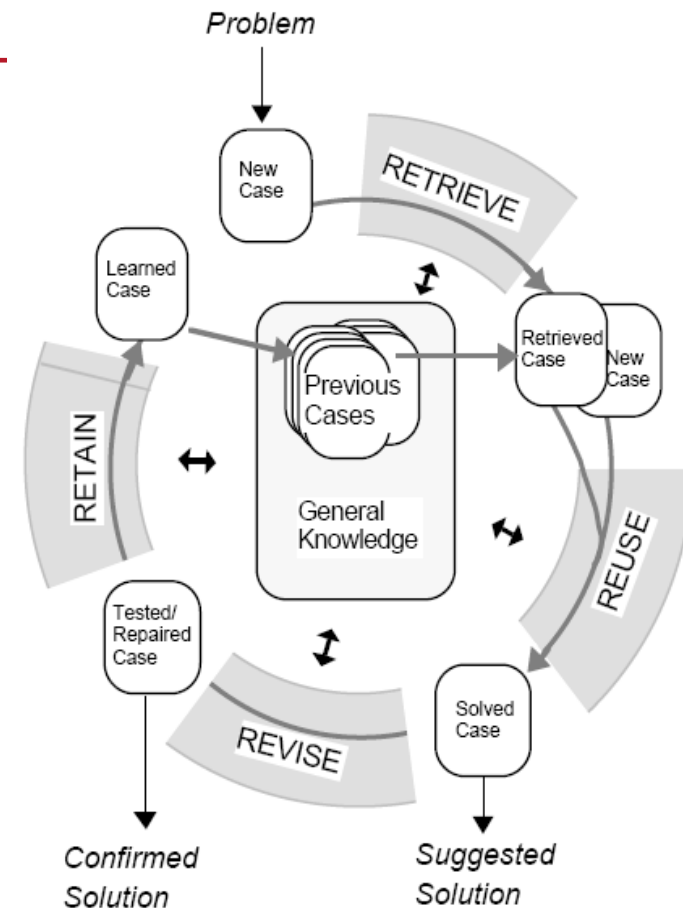 Problem
New
Case
RETRIEVE
Learned
Case
Retrieved
Case
New
Case
Previous
Cases
RETAIN
General
Knowledge
REUSE
Tested/
Repaired
Case
Solved
Case
REVISE
Confirmed
Solution
Suggested
Solution